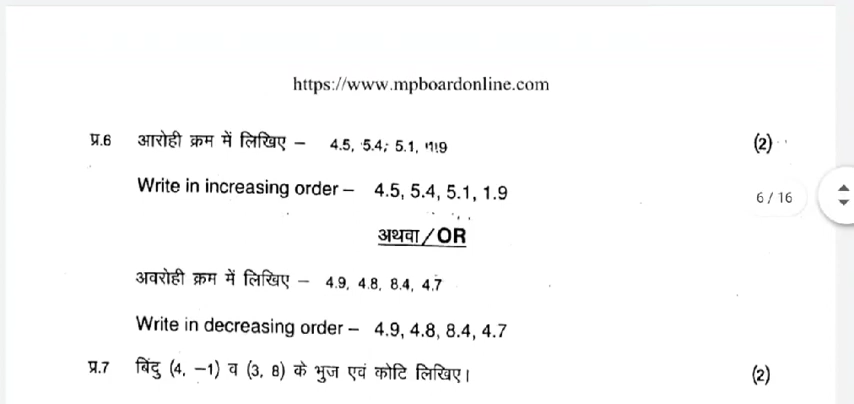 https://www.mpboardonline.com
प्र.6 आरोही क्रम में लिखिए – 4.5, 5.4, 5.1, 1.9 (2)
Write in increasing order – 4.5, 5.4, 5.1, 1.9
6 / 16
अथवा/OR
अवरोही क्रम में लिखिए – 4.9, 4.8, 8.4, 4.7
Write in decreasing order – 4.9, 4.8, 8.4, 4.7
प्र.7 बिंदु (4, –1) व (3, 8) के भुज एवं कोटि लिखिए। (2)